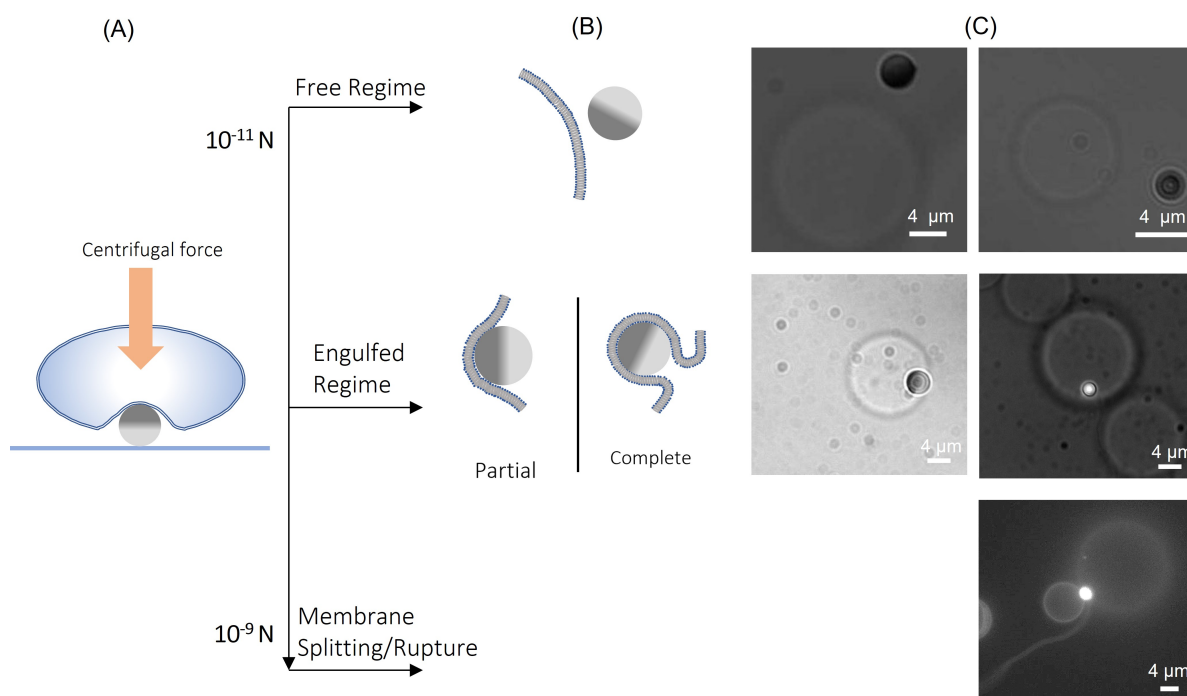 (A)
(B)
(C)
Free Regime
10⁻¹¹ N
4 μm
4 μm
Centrifugal force
Engulfed
Regime
Partial
Complete
4 μm
4 μm
10⁻⁹ N
Membrane
Splitting/Rupture
4 μm